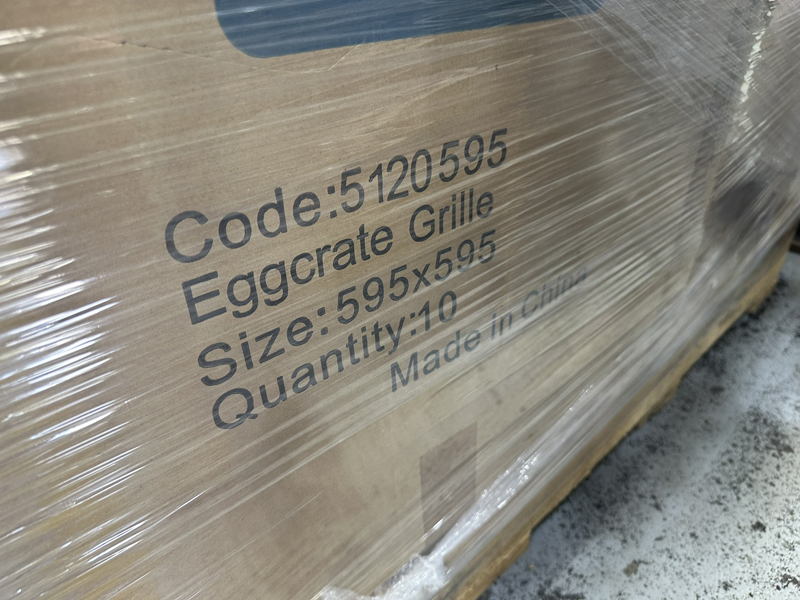 Code:5120595
Eggcrate Grille
Size:595x595
Quantity:10
Made in China